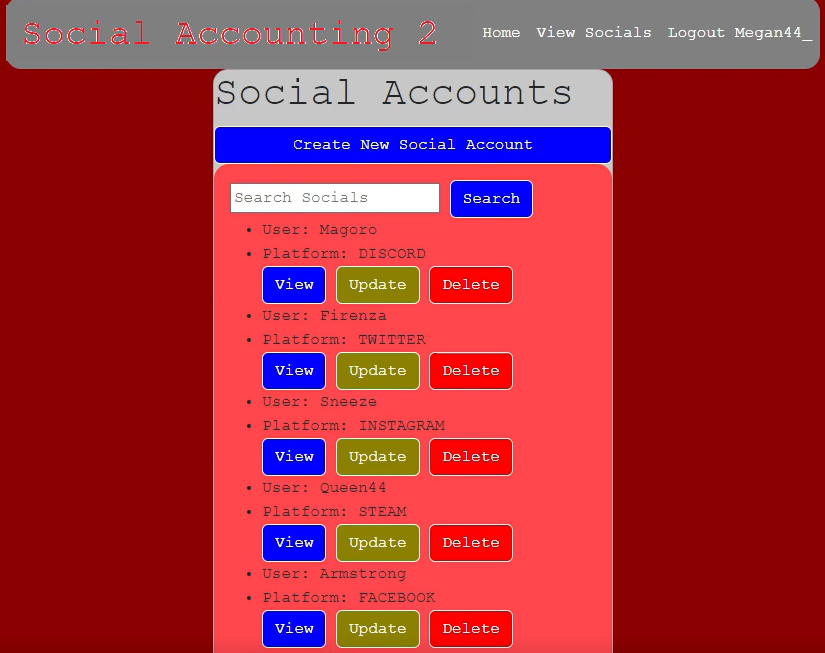 Social Accounting 2
Home View Socials Logout Megan44_
Social Accounts
Create New Social Account
Search Socials Search
• User: Magoro
• Platform: DISCORD
View Update Delete
• User: Firenza
• Platform: TWITTER
View Update Delete
• User: Sneeze
• Platform: INSTAGRAM
View Update Delete
• User: Queen44
• Platform: STEAM
View Update Delete
• User: Armstrong
• Platform: FACEBOOK
View Update Delete